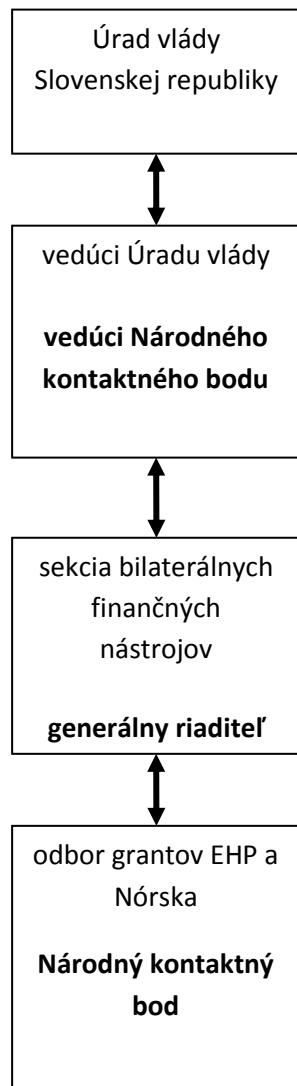 Úrad vlády
Slovenskej republiky
vedúci Úradu vlády
vedúci Národného
kontaktného bodu
sekcia bilaterálnych
finančných
nástrojov
generálny riaditeľ
odbor grantov EHP a
Nórska
Národný kontaktný
bod